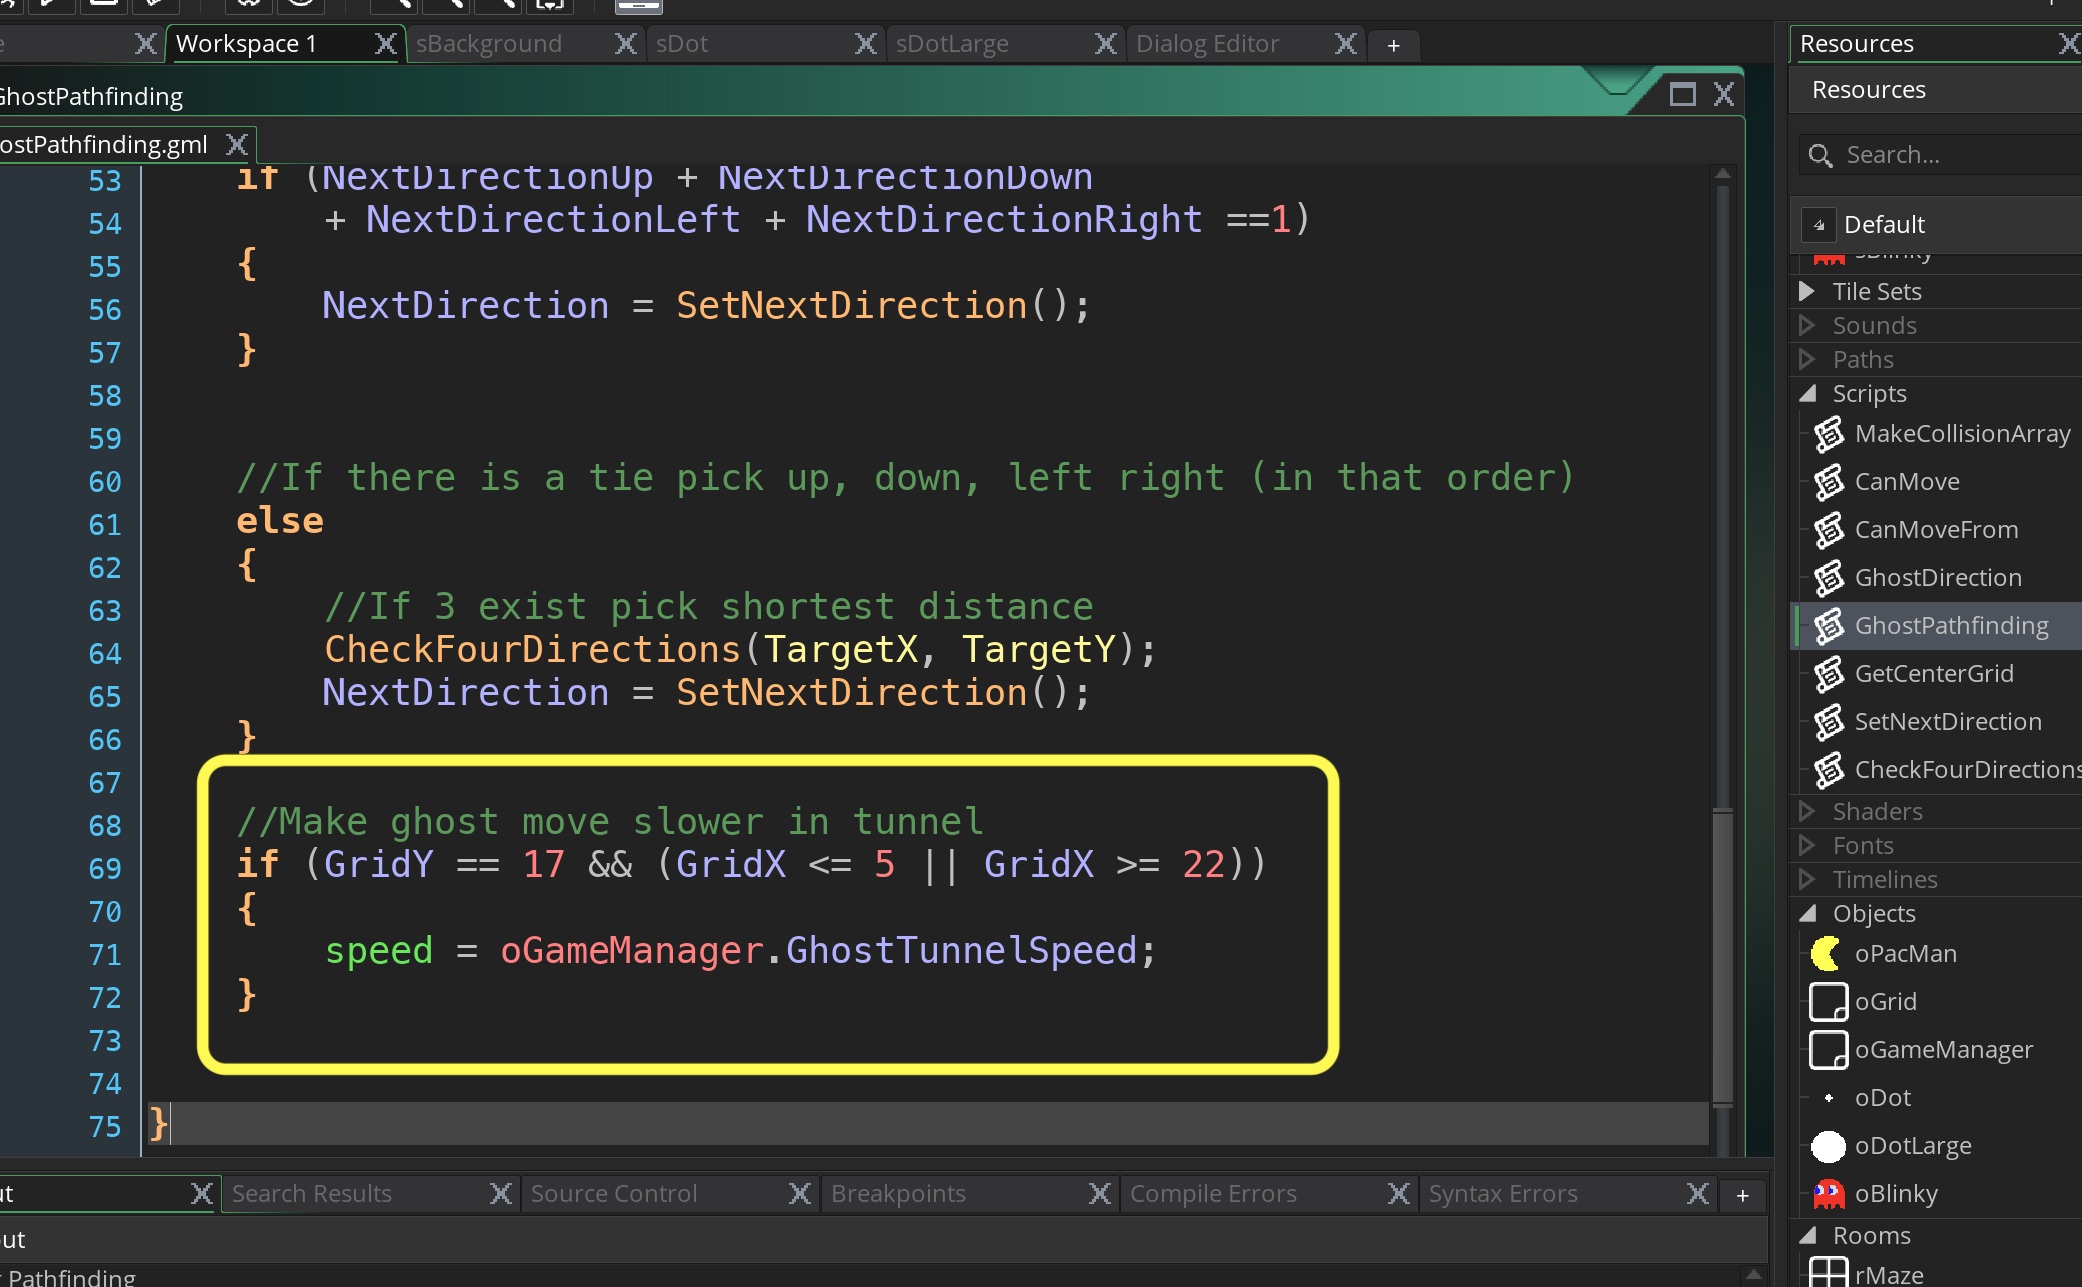 Workspace 1
sBackground
sDot
sDotLarge
Dialog Editor
+
Resources
GhostPathfinding
Resources
ostPathfinding.gml
Search...
Default
sBlinky
53 if (NextDirectionUp + NextDirectionDown
54 + NextDirectionLeft + NextDirectionRight ==1)
55 {
56 NextDirection = SetNextDirection();
57 }
58
59
60 //If there is a tie pick up, down, left right (in that order)
61 else
62 {
63 //If 3 exist pick shortest distance
64 CheckFourDirections(TargetX, TargetY);
65 NextDirection = SetNextDirection();
66 }
67
68 //Make ghost move slower in tunnel
69 if (GridY == 17 && (GridX <= 5 || GridX >= 22))
70 {
71 speed = oGameManager.GhostTunnelSpeed;
72 }
73
74
75 }
Tile Sets
Sounds
Paths
Scripts
MakeCollisionArray
CanMove
CanMoveFrom
GhostDirection
GhostPathfinding
GetCenterGrid
SetNextDirection
CheckFourDirections
Shaders
Fonts
Timelines
Objects
oPacMan
oGrid
oGameManager
oDot
oDotLarge
oBlinky
Rooms
rMaze
ut
Search Results
Source Control
Breakpoints
Compile Errors
Syntax Errors
+
out
Pathfinding